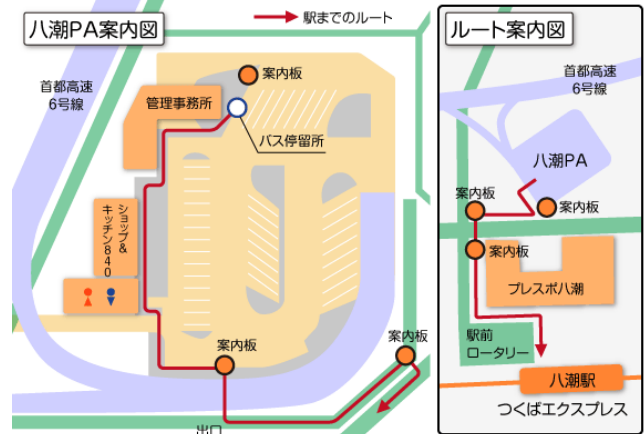 八潮PA案内図
駅までのルート
首都高速
6号線
案内板
管理事務所
バス停留所
ショップ&
キッチン840
案内板
案内板
出口
ルート案内図
首都高速
6号線
八潮PA
案内板
案内板
案内板
プレスポ八潮
駅前
ロータリー
八潮駅
つくばエクスプレス